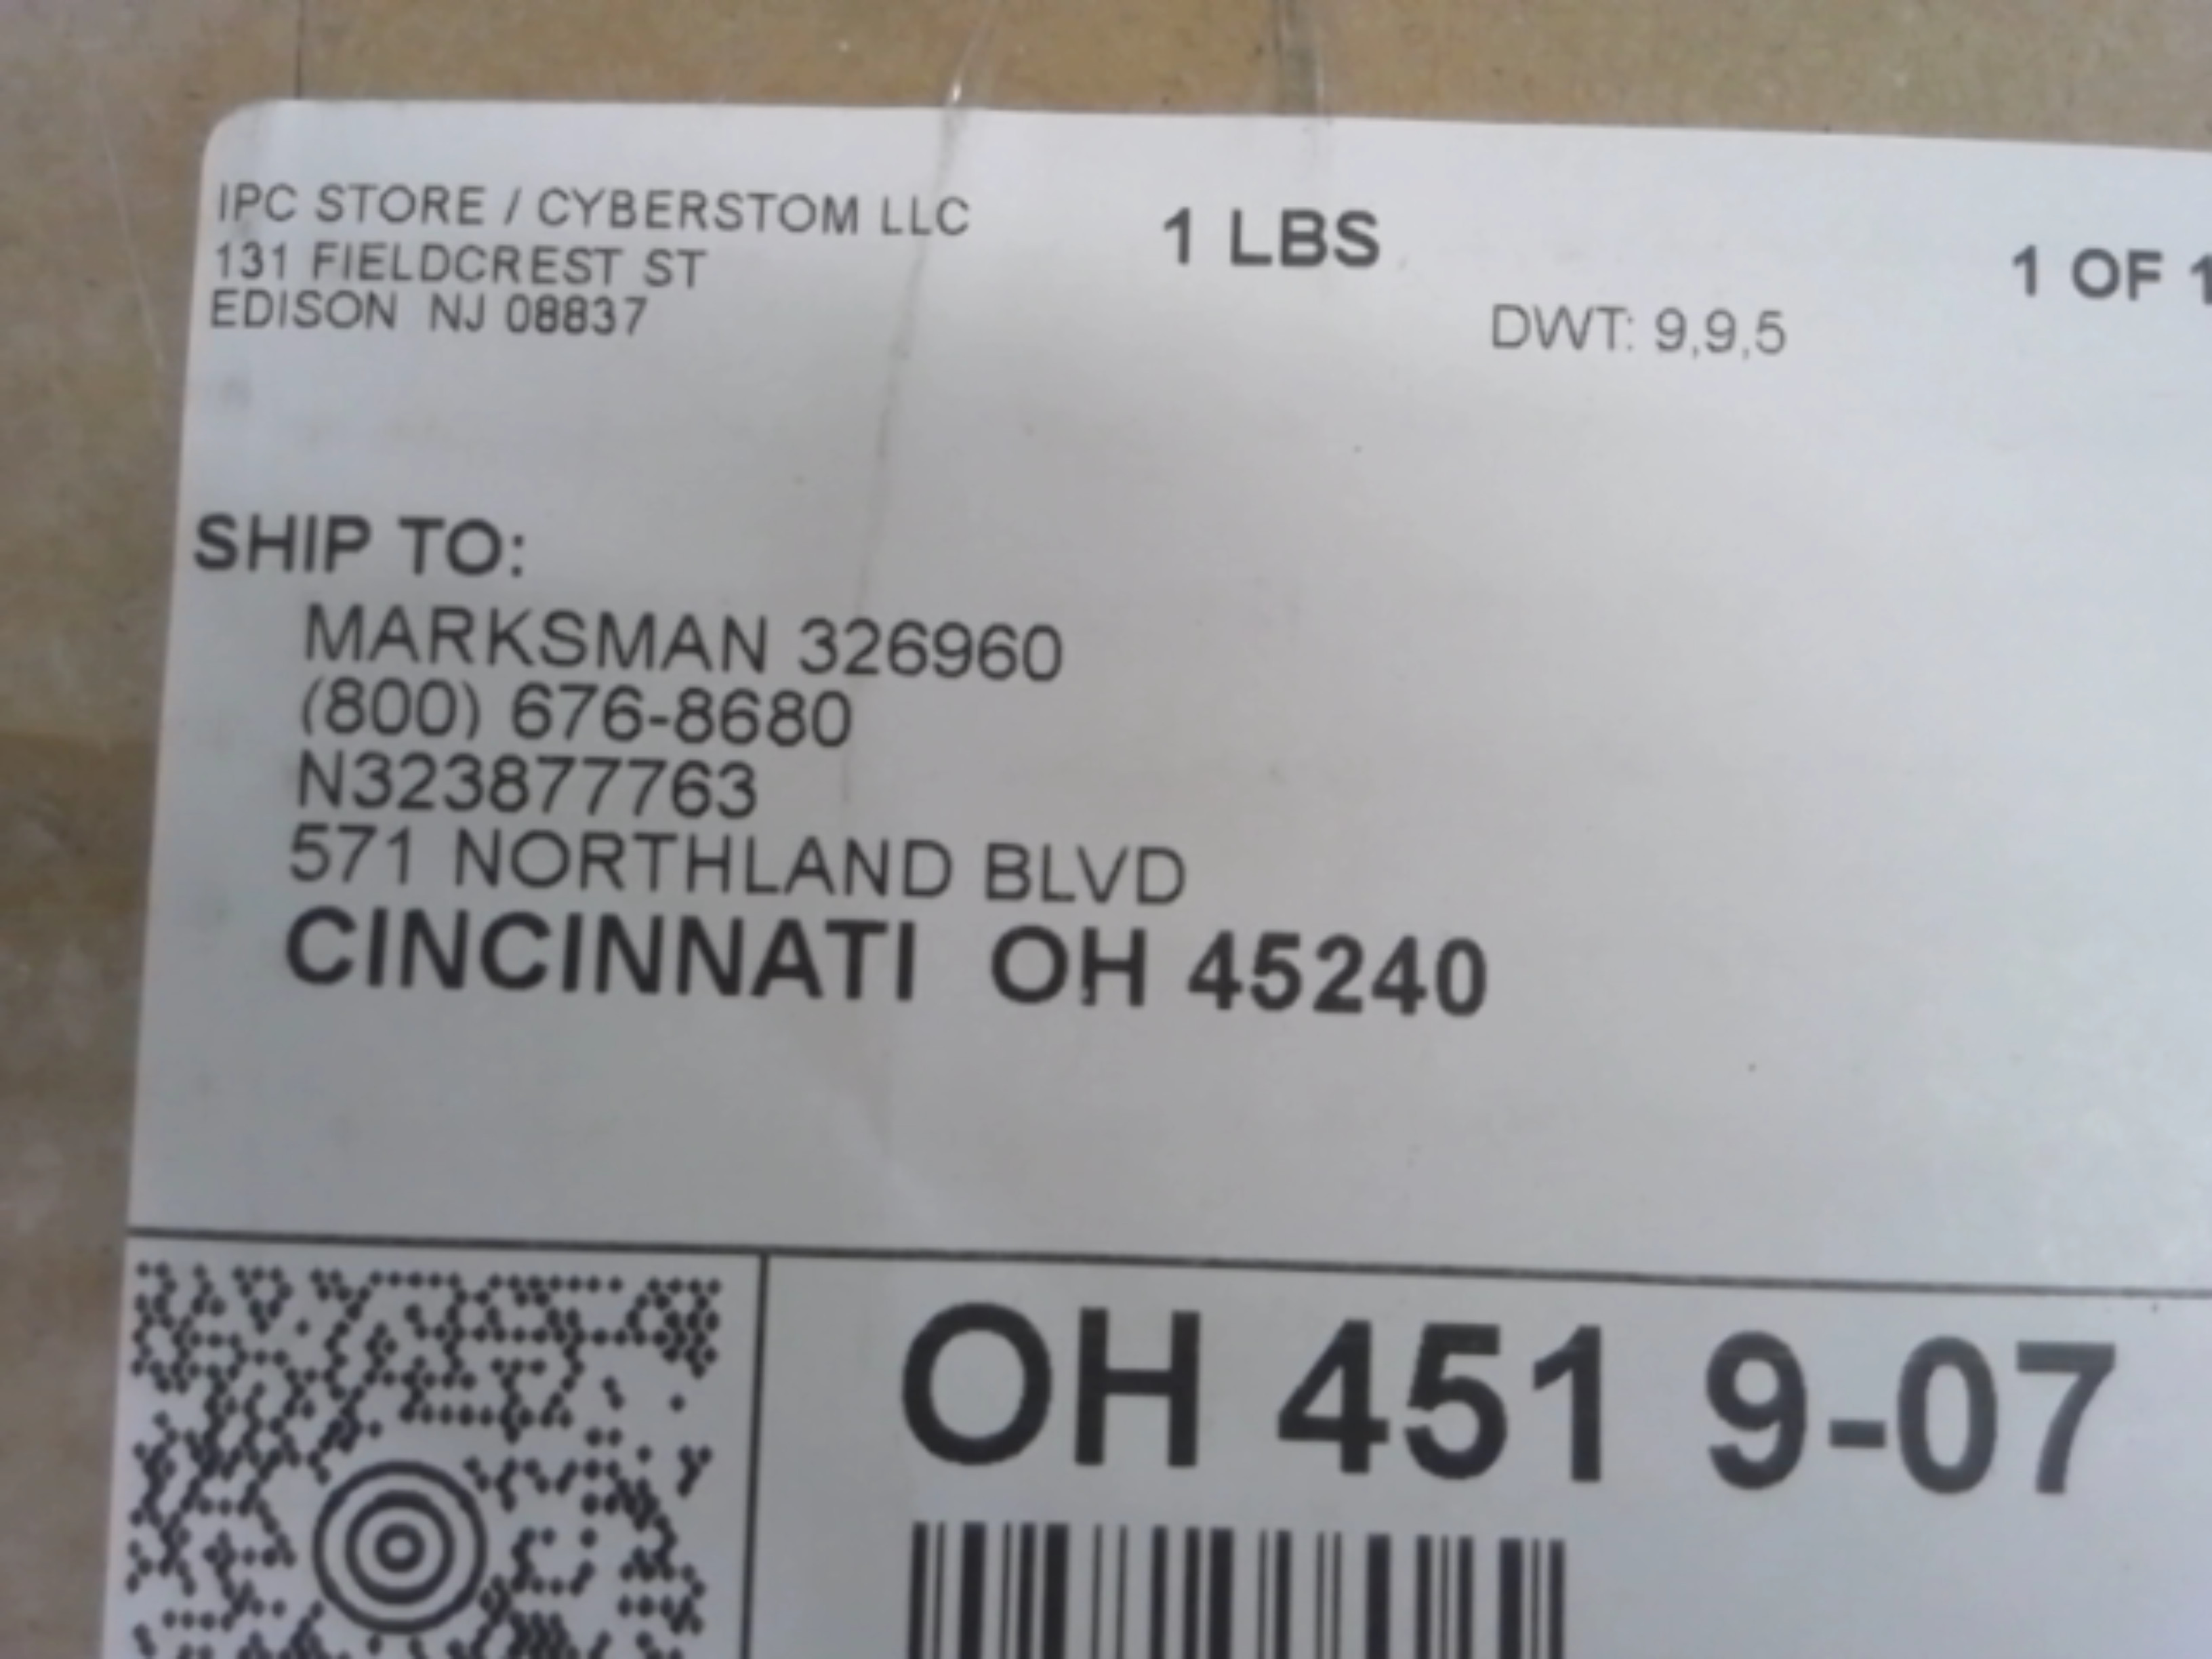 IPC STORE / CYBERSTOM LLC
131 FIELDCREST ST
EDISON  NJ 08837
1 LBS
1 OF 1
DWT: 9,9,5
SHIP TO:
MARKSMAN 326960
(800) 676-8680
N323877763
571 NORTHLAND BLVD
CINCINNATI  OH 45240
OH 451 9-07